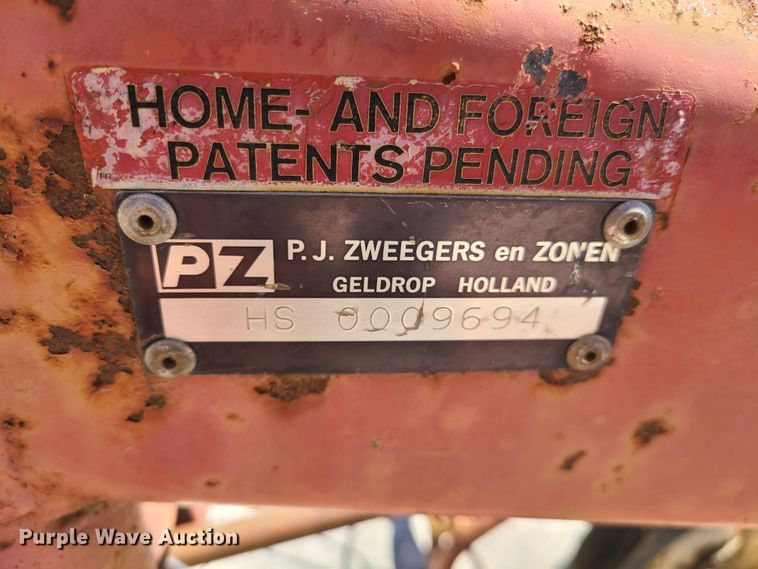 HOME- AND FOREIGN
PATENTS PENDING
PZ P.J. ZWEEGERS en ZONEN
GELDROP HOLLAND
HS 0009694
Purple Wave Auction